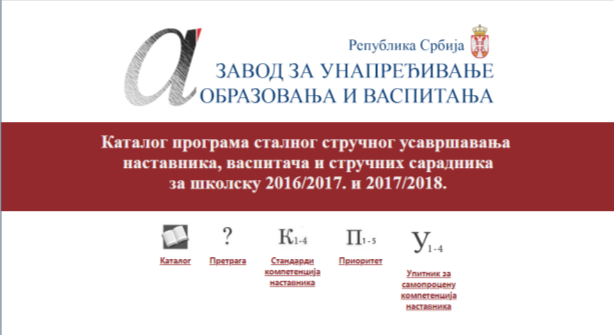 Република Србија
ЗАВОД ЗА УНАПРЕЂИВАЊЕ
ОБРАЗОВАЊА И ВАСПИТАЊА
Каталог програма сталног стручног усавршавања
наставника, васпитача и стручних сарадника
за школску 2016/2017. и 2017/2018.
?
К1-4
П1-5
У1-4
Каталог
Претрага
Стандарди
компетенција
наставника
Приоритет
Упитник за
самопроцену
компетенција
наставника